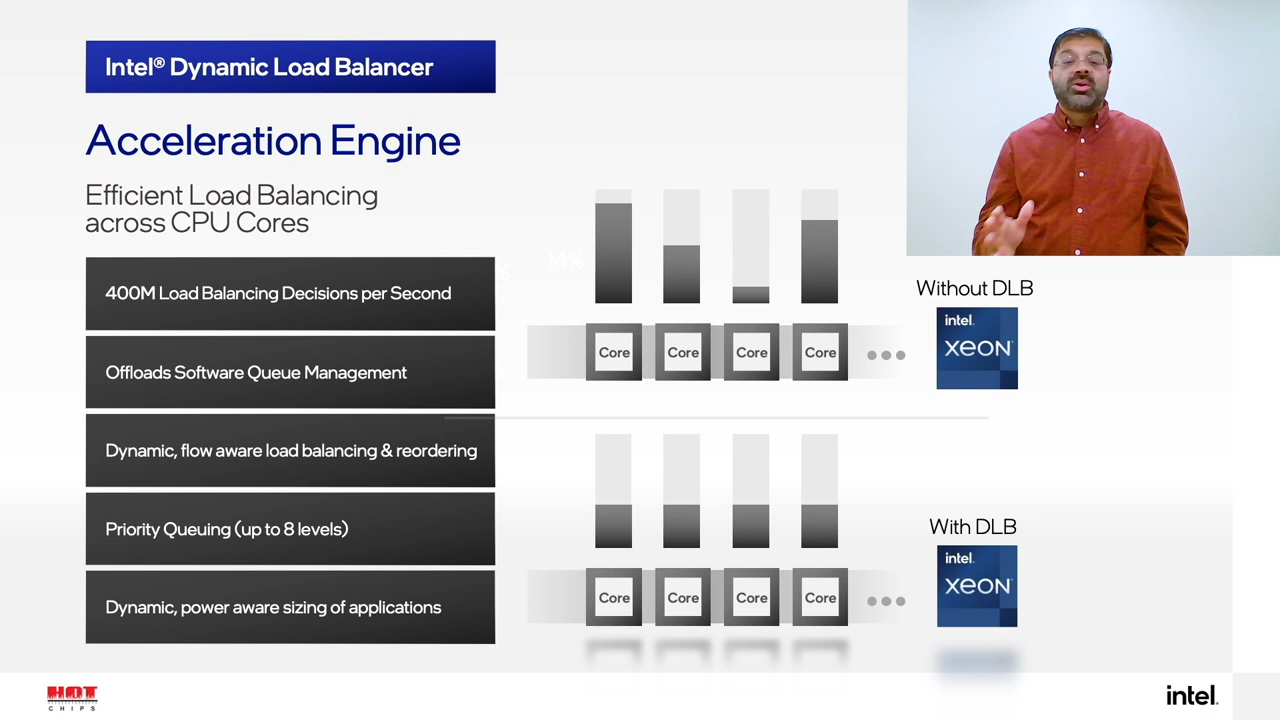 Intel® Dynamic Load Balancer
Acceleration Engine
Efficient Load Balancing
across CPU Cores
400M Load Balancing Decisions per Second
Offloads Software Queue Management
Dynamic, flow aware load balancing & reordering
Priority Queuing (up to 8 levels)
Dynamic, power aware sizing of applications
14%
Core
Core
Core
Core
Without DLB
intel.
XEON
Core
Core
Core
Core
With DLB
intel.
XEON
HOT
CHIPS
intel.